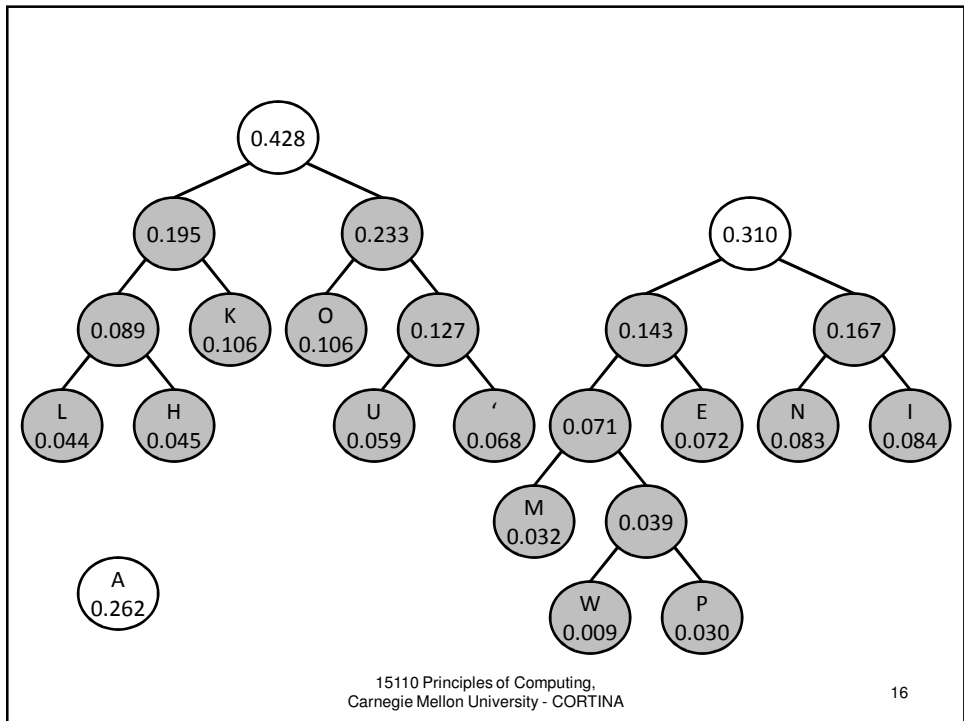 0.428
0.195
0.233
0.310
0.089
K
0.106
O
0.106
0.127
0.143
0.167
L
0.044
H
0.045
U
0.059
‘
0.068
0.071
E
0.072
N
0.083
I
0.084
M
0.032
0.039
A
0.262
W
0.009
P
0.030
15110 Principles of Computing,
Carnegie Mellon University - CORTINA
16